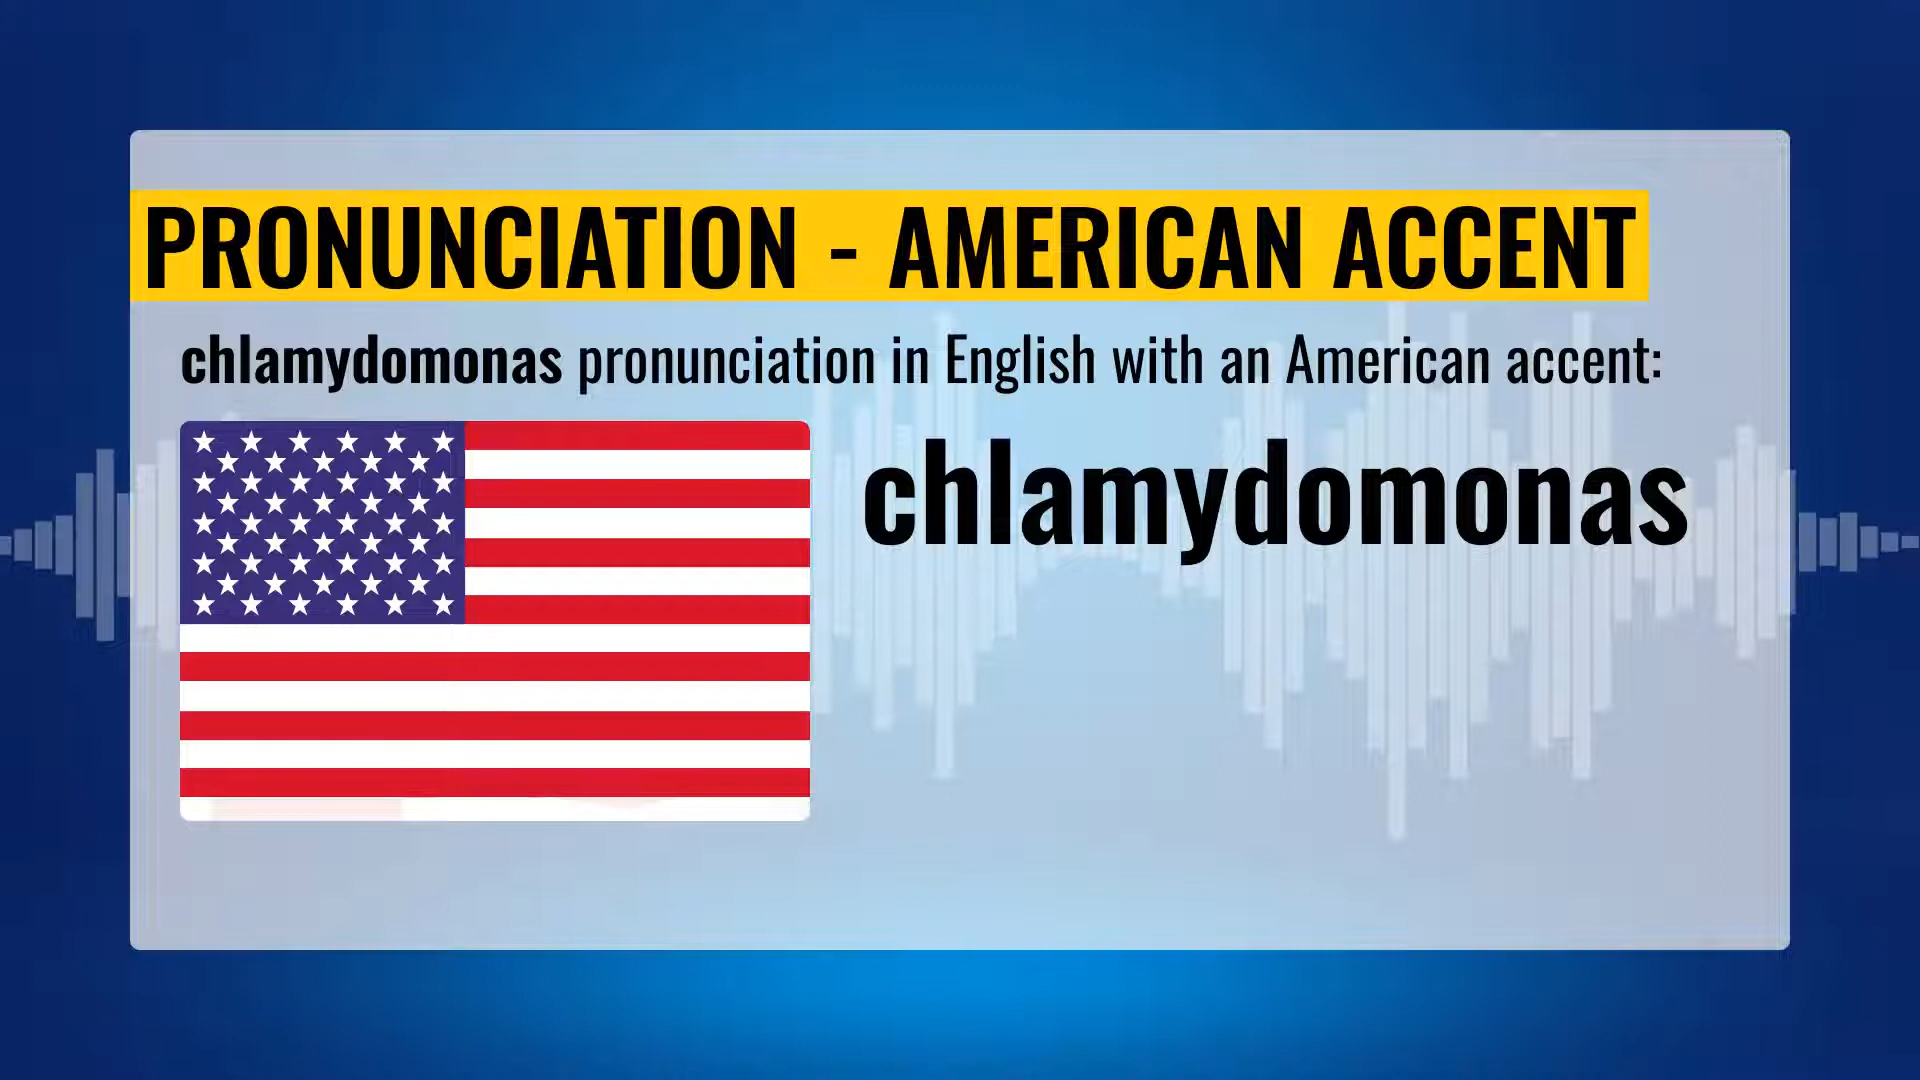 PRONUNCIATION - AMERICAN ACCENT
chlamydomonas pronunciation in English with an American accent:
chlamydomonas